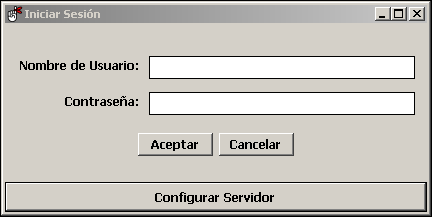 Iniciar Sesión
Nombre de Usuario:
Contraseña:
Aceptar Cancelar
Configurar Servidor